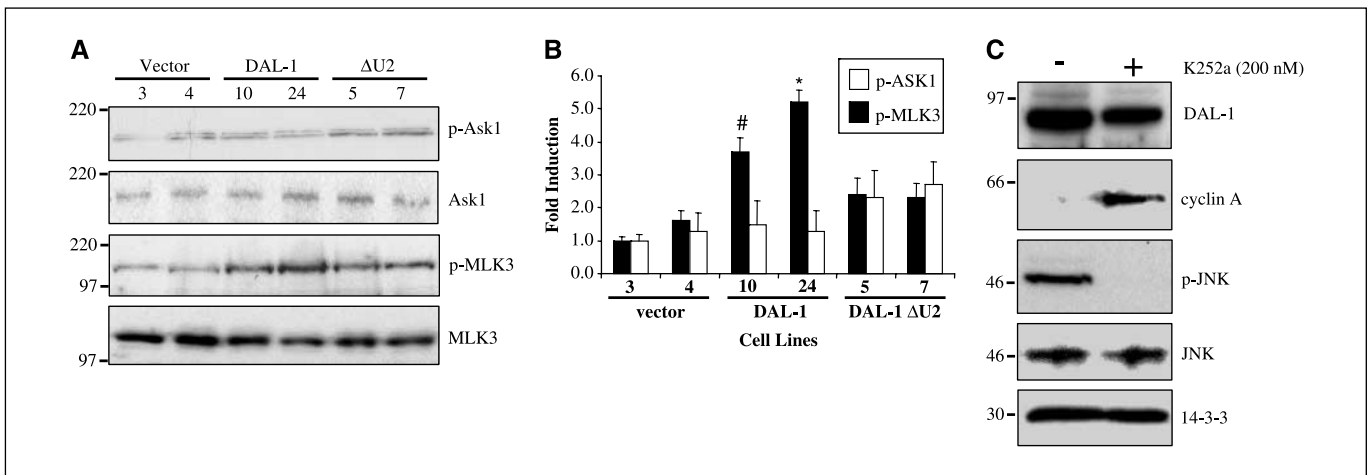 A
Vector DAL-1 ΔU2
3 4 10 24 5 7
220
p-Ask1
220
Ask1
220
p-MLK3
97
MLK3
97
B
Fold Induction
6.0
5.0
4.0
3.0
2.0
1.0
0.0
#
*
p-ASK1
p-MLK3
3 4 10 24 5 7
vector DAL-1 DAL-1 ΔU2
Cell Lines
C
- + K252a (200 nM)
97
DAL-1
66
cyclin A
46
p-JNK
46
JNK
30
14-3-3